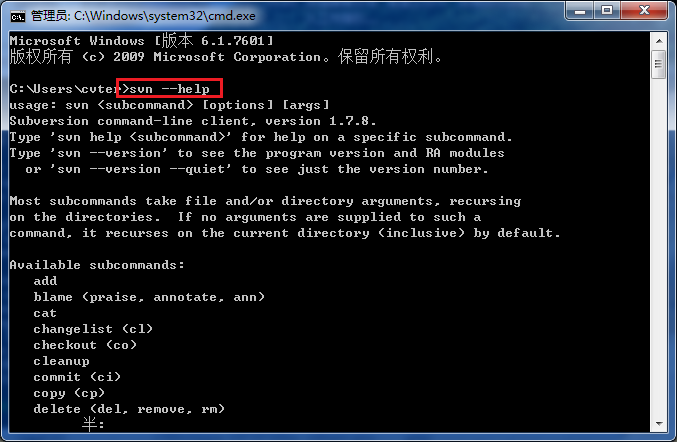 管理员: C:\Windows\system32\cmd.exe
Microsoft Windows [版本 6.1.7601]
版权所有 (c) 2009 Microsoft Corporation。保留所有权利。
C:\Users\cvter>svn --help
usage: svn <subcommand> [options] [args]
Subversion command-line client, version 1.7.8.
Type 'svn help <subcommand>' for help on a specific subcommand.
Type 'svn --version' to see the program version and RA modules
or 'svn --version --quiet' to see just the version number.
Most subcommands take file and/or directory arguments, recursing
on the directories.  If no arguments are supplied to such a
command, it recurses on the current directory (inclusive) by default.
Available subcommands:
add
blame (praise, annotate, ann)
cat
changelist (cl)
checkout (co)
cleanup
commit (ci)
copy (cp)
delete (del, remove, rm)
半: